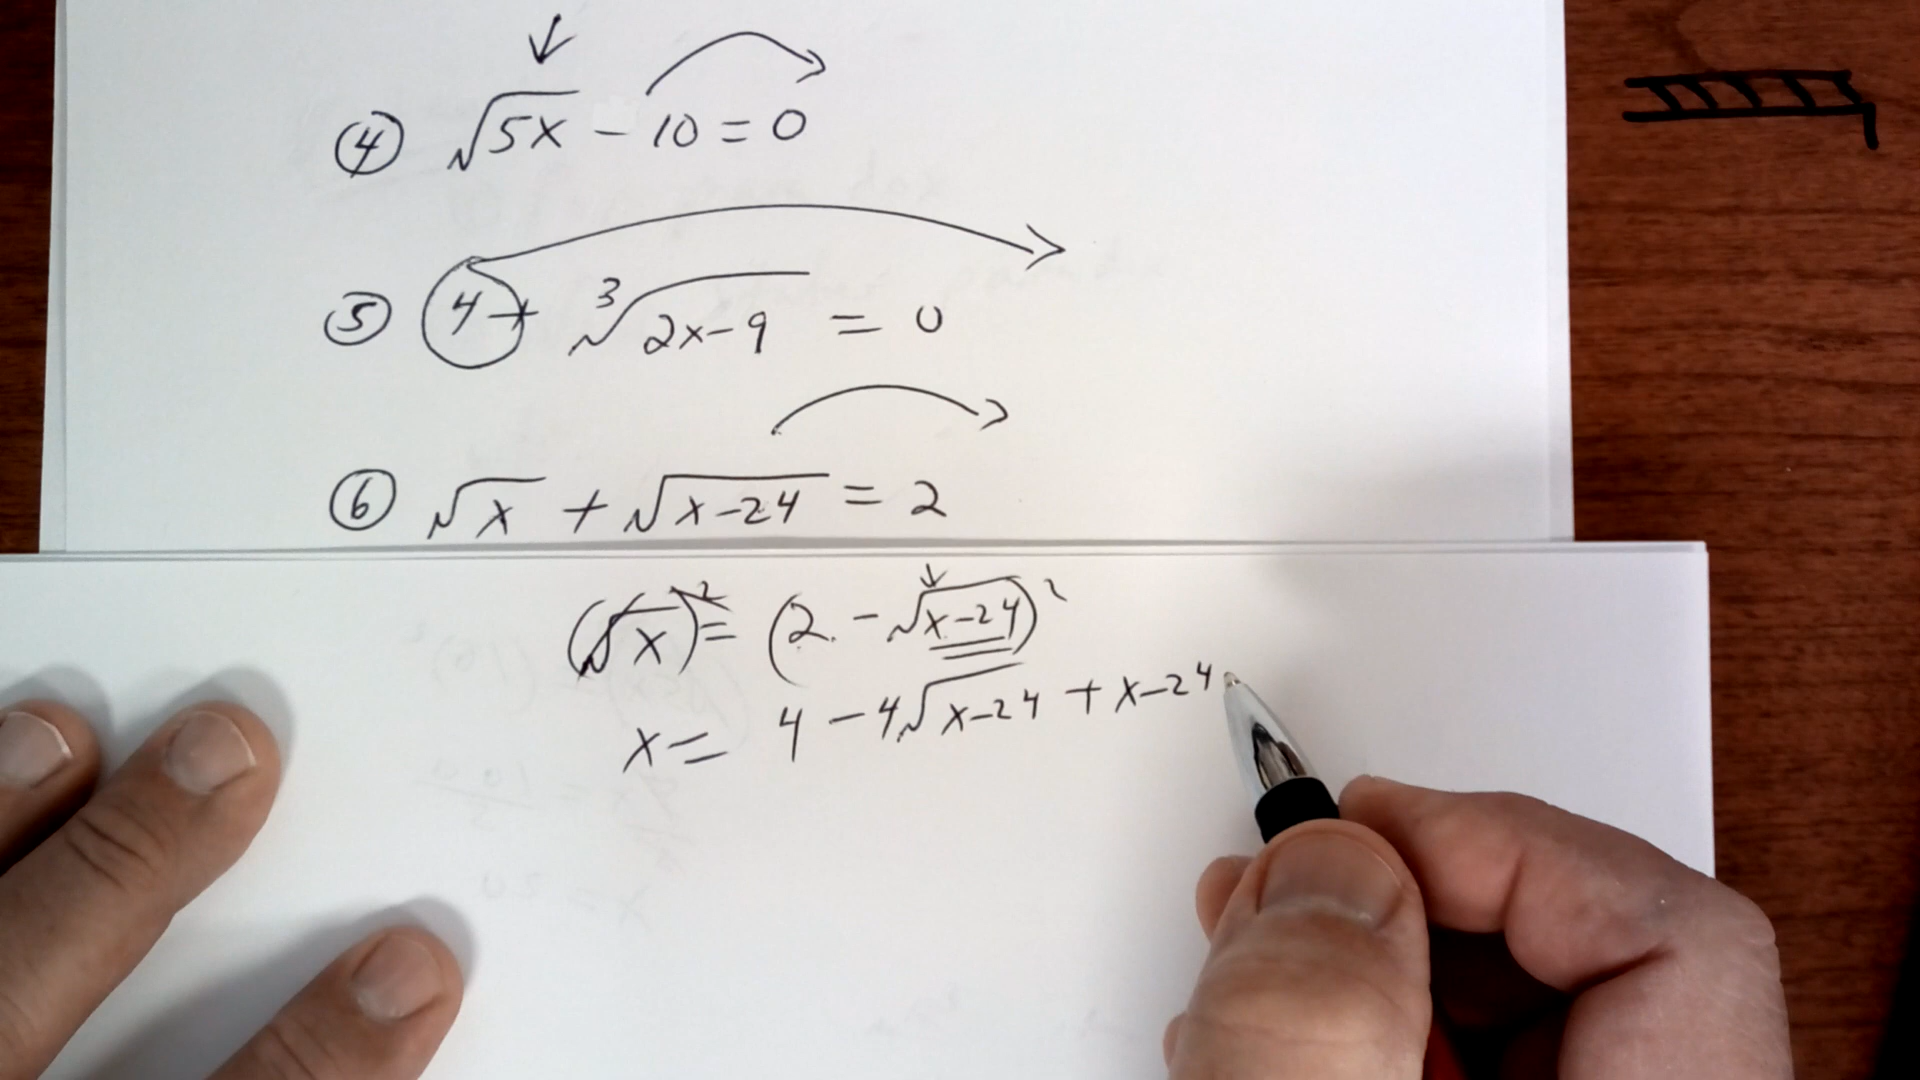 ④ √5x - 10 = 0
⑤ 4 + ³√2x-9 = 0
⑥ √x + √x-24 = 2
(√x)² = (2 - √x-24)²
x = 4 - 4√x-24 + x-24